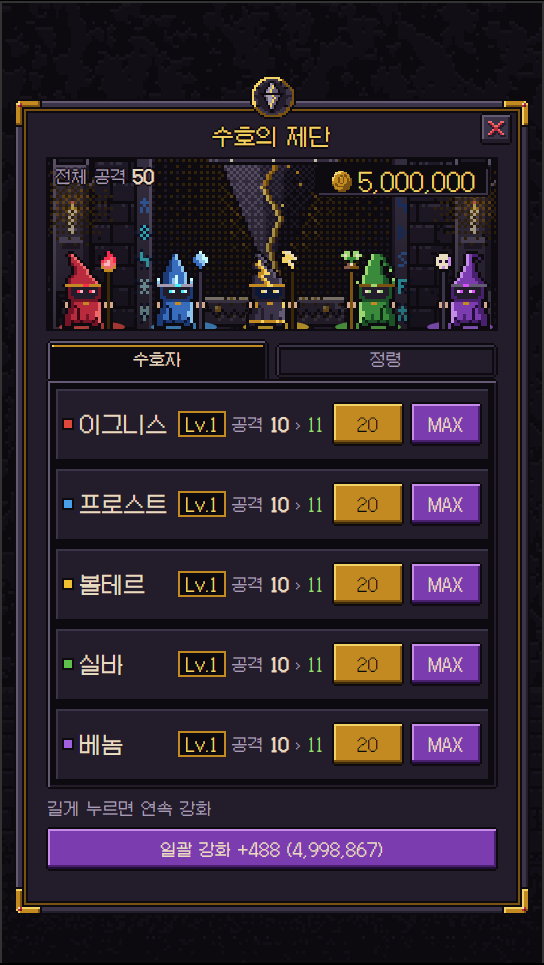 수호의 제단
전체 공격 50
5,000,000
수호자 정령
이그니스 Lv.1 공격 10 › 11 20 MAX
프로스트 Lv.1 공격 10 › 11 20 MAX
볼테르 Lv.1 공격 10 › 11 20 MAX
실바 Lv.1 공격 10 › 11 20 MAX
베놈 Lv.1 공격 10 › 11 20 MAX
길게 누르면 연속 강화
일괄 강화 +488 (4,998,867)